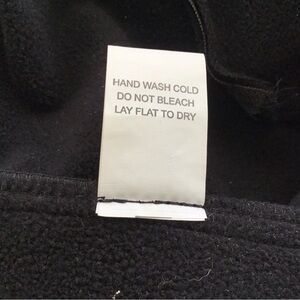 HAND WASH COLD
DO NOT BLEACH
LAY FLAT TO DRY